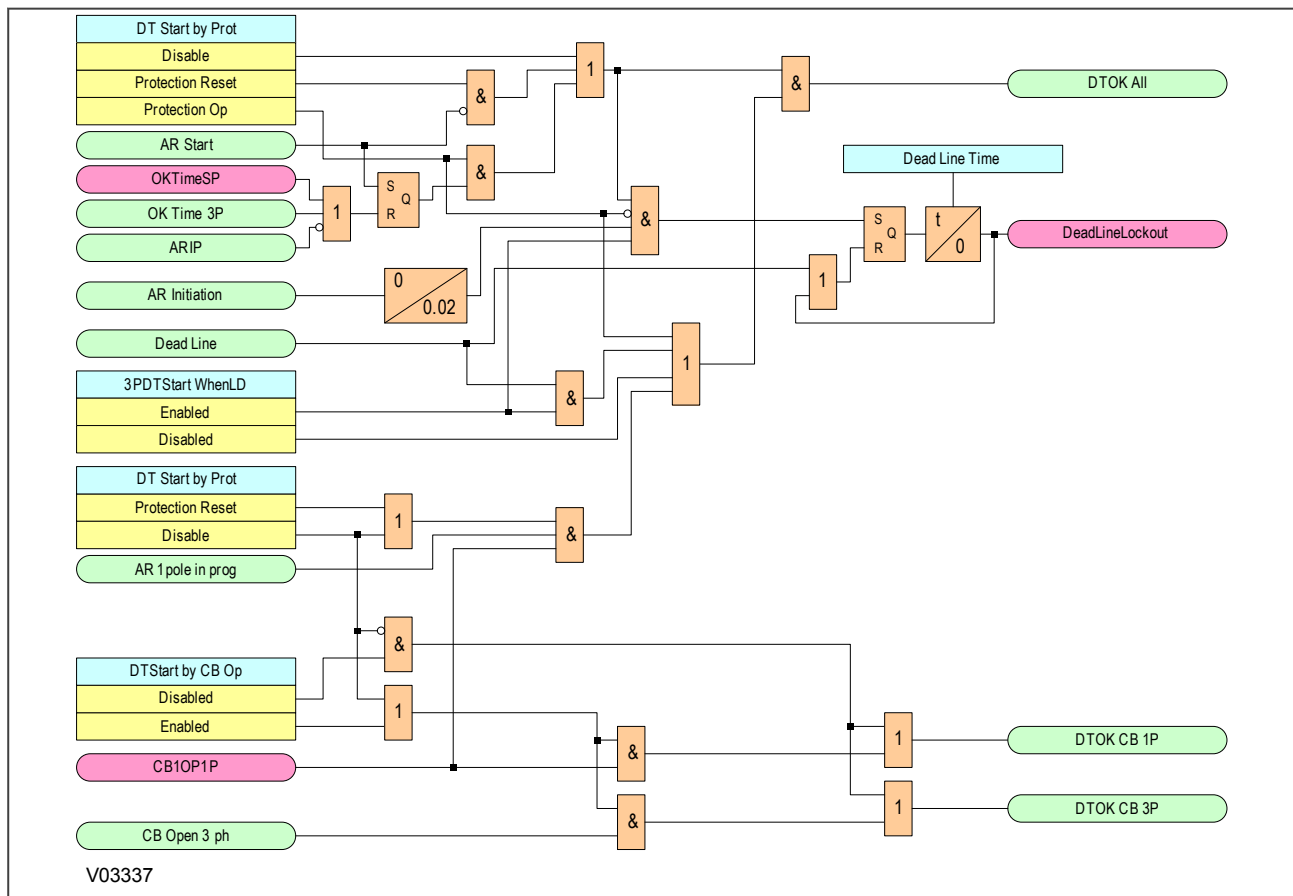 DT Start by Prot
Disable
Protection Reset
Protection Op
AR Start
OKTimeSP
OK Time 3P
ARIP
AR Initiation
Dead Line
3PDTStart WhenLD
Enabled
Disabled
DT Start by Prot
Protection Reset
Disable
AR 1pole in prog
DTStart by CB Op
Disabled
Enabled
CB1OP1P
CB Open 3 ph
1
&
&
S
Q
R
1
0
0.02
&
1
&
1
&
&
1
&
&
&
1
1
S
Q
R
1
Dead Line Time
t
0
DTOK All
DeadLineLockout
DTOK CB 1P
DTOK CB 3P
V03337